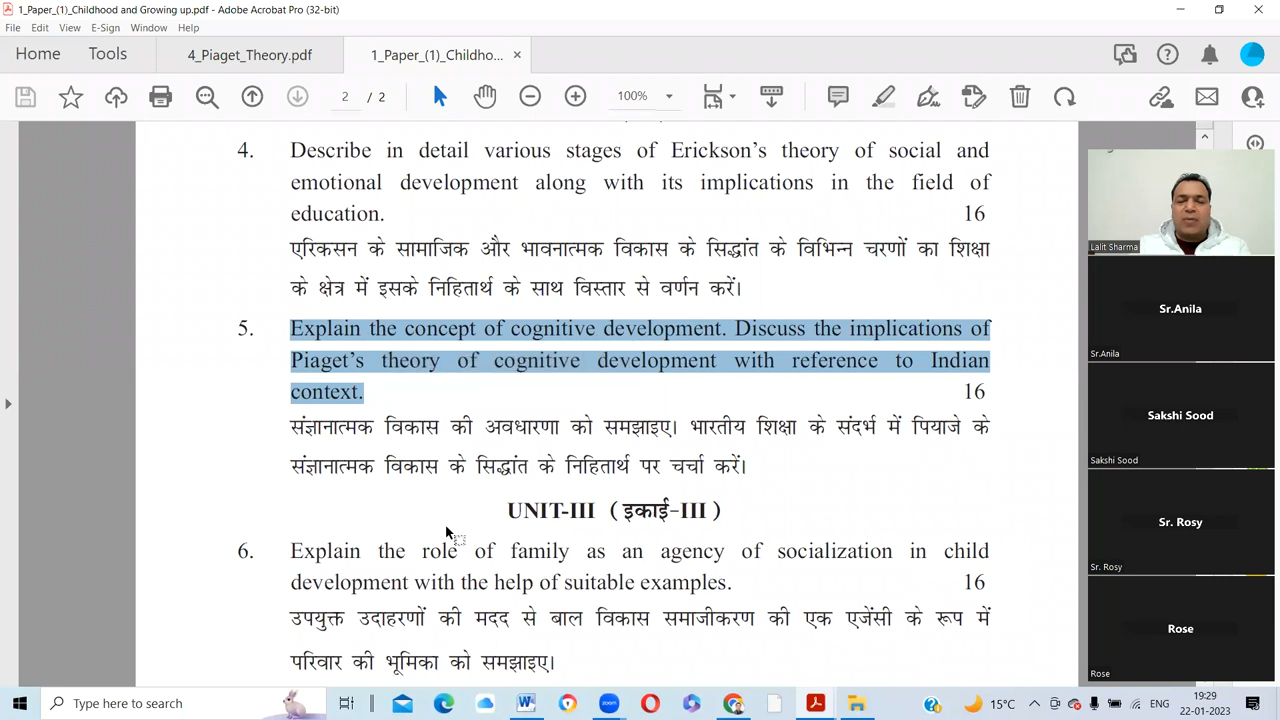 1_Paper_(1)_Childhood and Growing up.pdf - Adobe Acrobat Pro (32-bit)
File Edit View E-Sign Window Help
Home Tools 4_Piaget_Theory.pdf 1_Paper_(1)_Childho... ×
2 / 2 100%
4. Describe in detail various stages of Erickson's theory of social and
emotional development along with its implications in the field of
education. 16
एरिकसन के सामाजिक और भावनात्मक विकास के सिद्धांत के विभिन्न चरणों का शिक्षा
के क्षेत्र में इसके निहितार्थ के साथ विस्तार से वर्णन करें।
5. Explain the concept of cognitive development. Discuss the implications of
Piaget's theory of cognitive development with reference to Indian
context. 16
संज्ञानात्मक विकास की अवधारणा को समझाइए। भारतीय शिक्षा के संदर्भ में पियाजे के
संज्ञानात्मक विकास के सिद्धांत के निहितार्थ पर चर्चा करें।
UNIT-III (इकाई-III)
6. Explain the role of family as an agency of socialization in child
development with the help of suitable examples. 16
उपयुक्त उदाहरणों की मदद से बाल विकास समाजीकरण की एक एजेंसी के रूप में
परिवार की भूमिका को समझाइए।
Lalit Sharma
Sr.Anila
Sr.Anila
Sakshi Sood
Sakshi Sood
Sr. Rosy
Sr. Rosy
Rose
Rose
Type here to search
zoom
15°C
19:29
22-01-2023